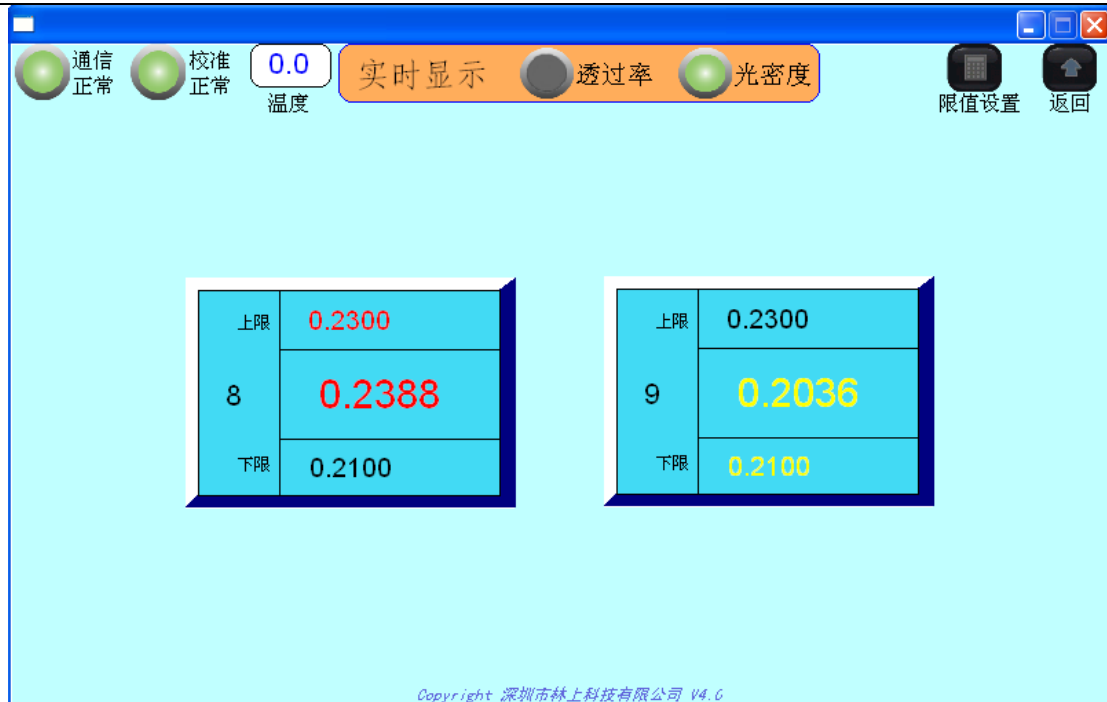 通信
正常
校准
正常
0.0
温度
实时显示
透过率
光密度
限值设置
返回
上限
0.2300
8
0.2388
下限
0.2100
上限
0.2300
9
0.2036
下限
0.2100
Copyright 深圳市林上科技有限公司 V4.6